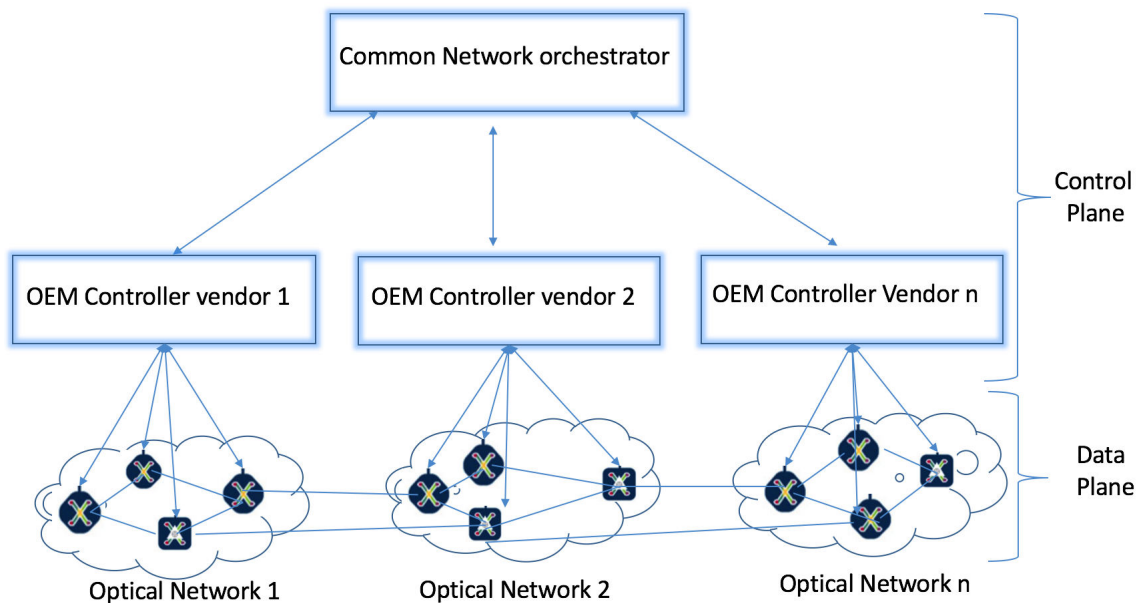 Common Network orchestrator
Control
Plane
OEM Controller vendor 1
OEM Controller vendor 2
OEM Controller Vendor n
Data
Plane
Optical Network 1
Optical Network 2
Optical Network n